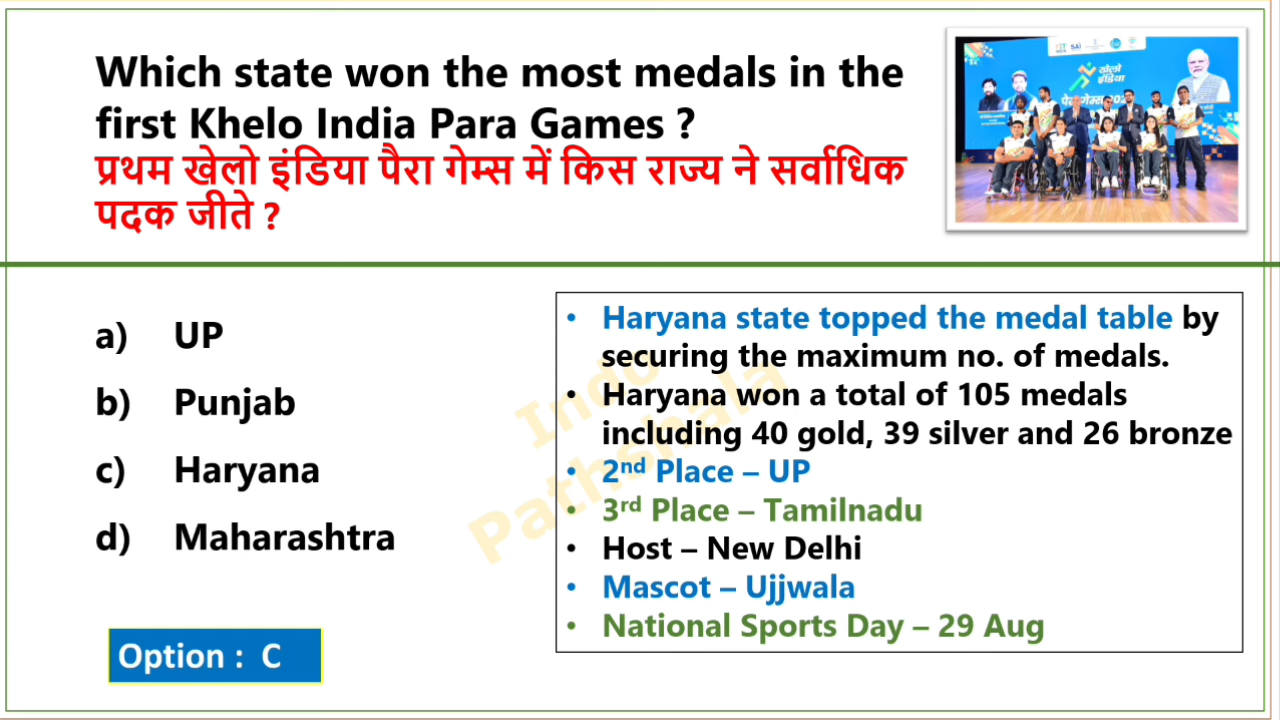 Which state won the most medals in the
first Khelo India Para Games ?
प्रथम खेलो इंडिया पैरा गेम्स में किस राज्य ने सर्वाधिक
पदक जीते ?
SAI
खेलो
इंडिया
a) UP
b) Punjab
c) Haryana
d) Maharashtra
Option : C
• Haryana state topped the medal table by
securing the maximum no. of medals.
• Haryana won a total of 105 medals
including 40 gold, 39 silver and 26 bronze
• 2nd Place – UP
• 3rd Place – Tamilnadu
• Host – New Delhi
• Mascot – Ujjwala
• National Sports Day – 29 Aug
Indo
Pathshala